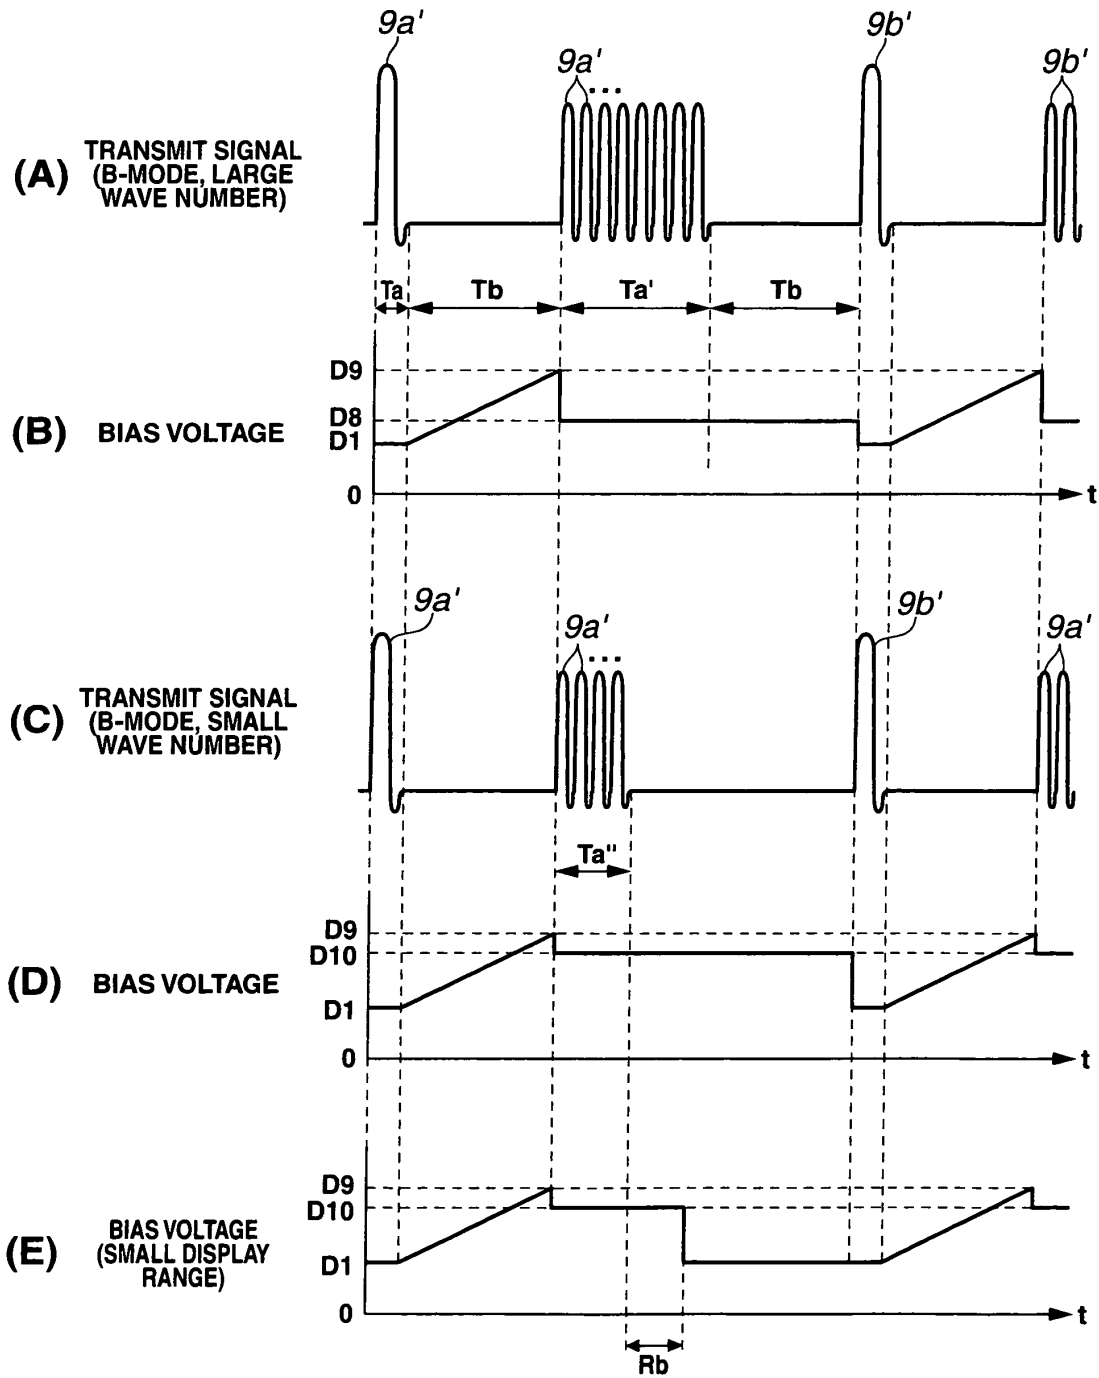 9a'
9a'
...
9b'
9b'
(A)
TRANSMIT SIGNAL
(B-MODE, LARGE
WAVE NUMBER)
Ta
Tb
Ta'
Tb
D9
D8
D1
0
t
(B)
BIAS VOLTAGE
9a'
9a'
...
9b'
9a'
(C)
TRANSMIT SIGNAL
(B-MODE, SMALL
WAVE NUMBER)
Ta"
D9
D10
D1
0
t
(D)
BIAS VOLTAGE
D9
D10
D1
0
t
(E)
BIAS VOLTAGE
(SMALL DISPLAY
RANGE)
Rb